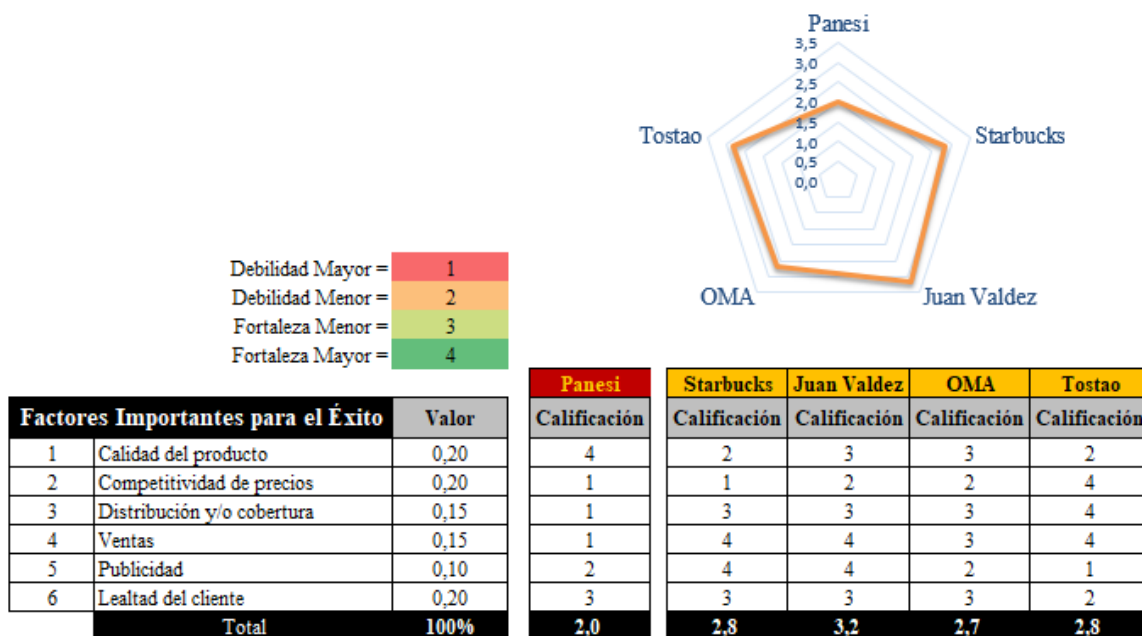 Panesi
3,5
3,0
2,5
2,0
1,5
1,0
0,5
0,0
Tostao
Starbucks
OMA
Juan Valdez
Debilidad Mayor = 1
Debilidad Menor = 2
Fortaleza Menor = 3
Fortaleza Mayor = 4
Panesi Starbucks Juan Valdez OMA Tostao
Factores Importantes para el Éxito Valor Calificación Calificación Calificación Calificación Calificación
1 Calidad del producto 0,20 4 2 3 3 2
2 Competitividad de precios 0,20 1 1 2 2 4
3 Distribución y/o cobertura 0,15 1 3 3 3 4
4 Ventas 0,15 1 4 4 3 4
5 Publicidad 0,10 2 4 4 2 1
6 Lealtad del cliente 0,20 3 3 3 3 2
Total 100% 2,0 2,8 3,2 2,7 2,8